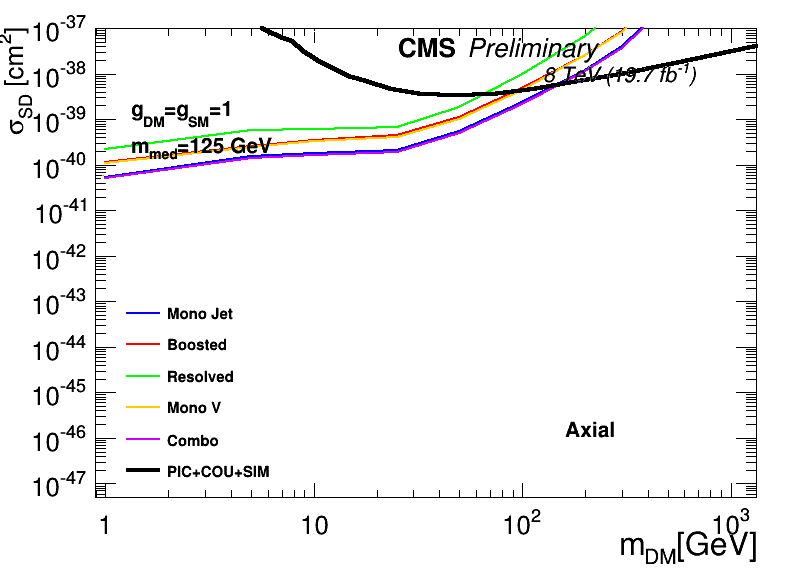 CMS Preliminary
8 TeV (19.7 fb⁻¹)
σ_SD [cm²]
10⁻³⁷
10⁻³⁸
10⁻³⁹
10⁻⁴⁰
10⁻⁴¹
10⁻⁴²
10⁻⁴³
10⁻⁴⁴
10⁻⁴⁵
10⁻⁴⁶
10⁻⁴⁷
g_DM=g_SM=1
m_med=125 GeV
Mono Jet
Boosted
Resolved
Mono V
Combo
PIC+COU+SIM
Axial
1 10 10² 10³
m_DM[GeV]